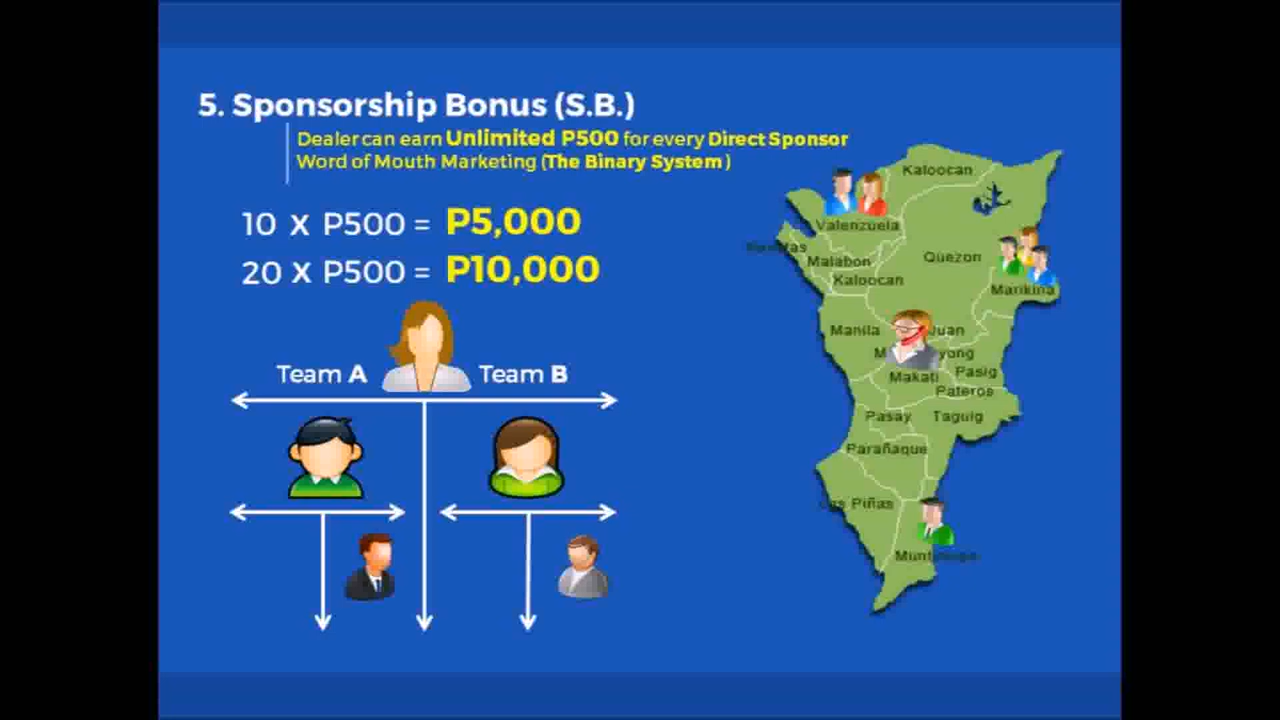 5. Sponsorship Bonus (S.B.)
Dealer can earn Unlimited P500 for every Direct Sponsor
Word of Mouth Marketing (The Binary System)
10 X P500 = P5,000
20 X P500 = P10,000
Team A
Team B
Kaloocan
Valenzuela
Malabon
Kaloocan
Quezon
Marikina
Manila
Juan
yong
Makati
Pasig
Pateros
Pasay
Taguig
Parañaque
Piñas